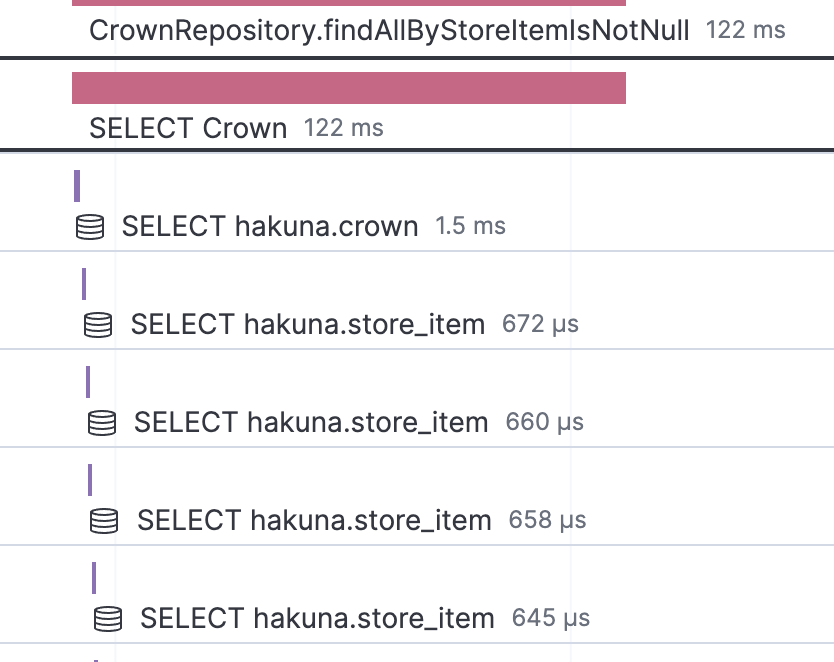 CrownRepository.findAllByStoreItemIsNotNull 122 ms
SELECT Crown 122 ms
SELECT hakuna.crown 1.5 ms
SELECT hakuna.store_item 672 µs
SELECT hakuna.store_item 660 µs
SELECT hakuna.store_item 658 µs
SELECT hakuna.store_item 645 µs